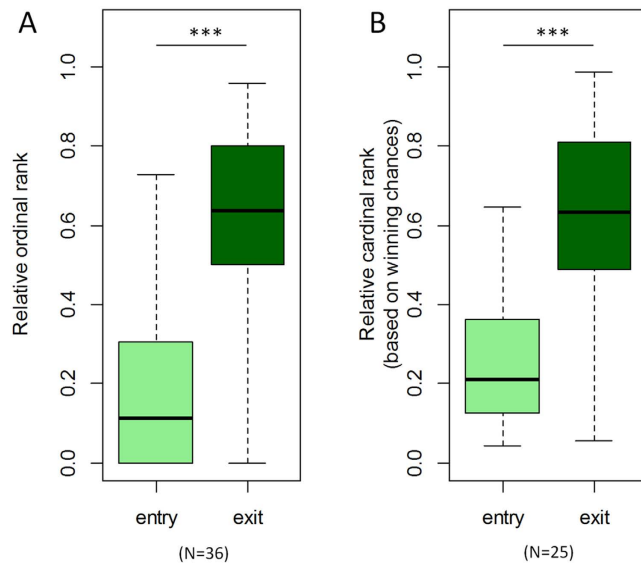 A
***
Relative ordinal rank
1.0
0.8
0.6
0.4
0.2
0.0
entry
exit
(N=36)
B
***
Relative cardinal rank
(based on winning chances)
1.0
0.8
0.6
0.4
0.2
0.0
entry
exit
(N=25)